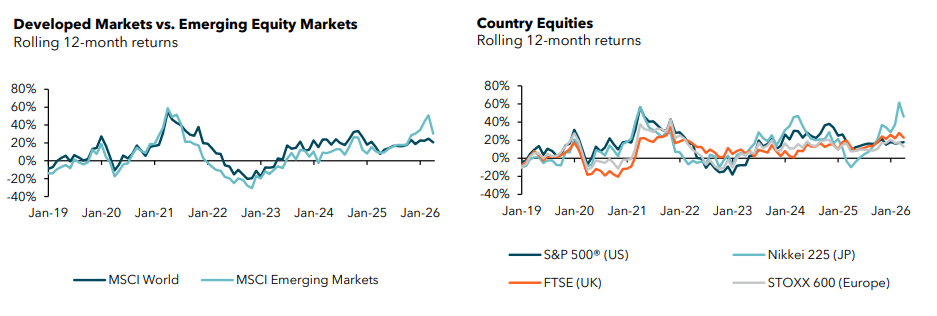 Developed Markets vs. Emerging Equity Markets
Rolling 12-month returns
80%
60%
40%
20%
0%
-20%
-40%
Jan-19 Jan-20 Jan-21 Jan-22 Jan-23 Jan-24 Jan-25 Jan-26
MSCI World MSCI Emerging Markets
Country Equities
Rolling 12-month returns
80%
60%
40%
20%
0%
-20%
-40%
Jan-19 Jan-20 Jan-21 Jan-22 Jan-23 Jan-24 Jan-25 Jan-26
S&P 500® (US) Nikkei 225 (JP)
FTSE (UK) STOXX 600 (Europe)